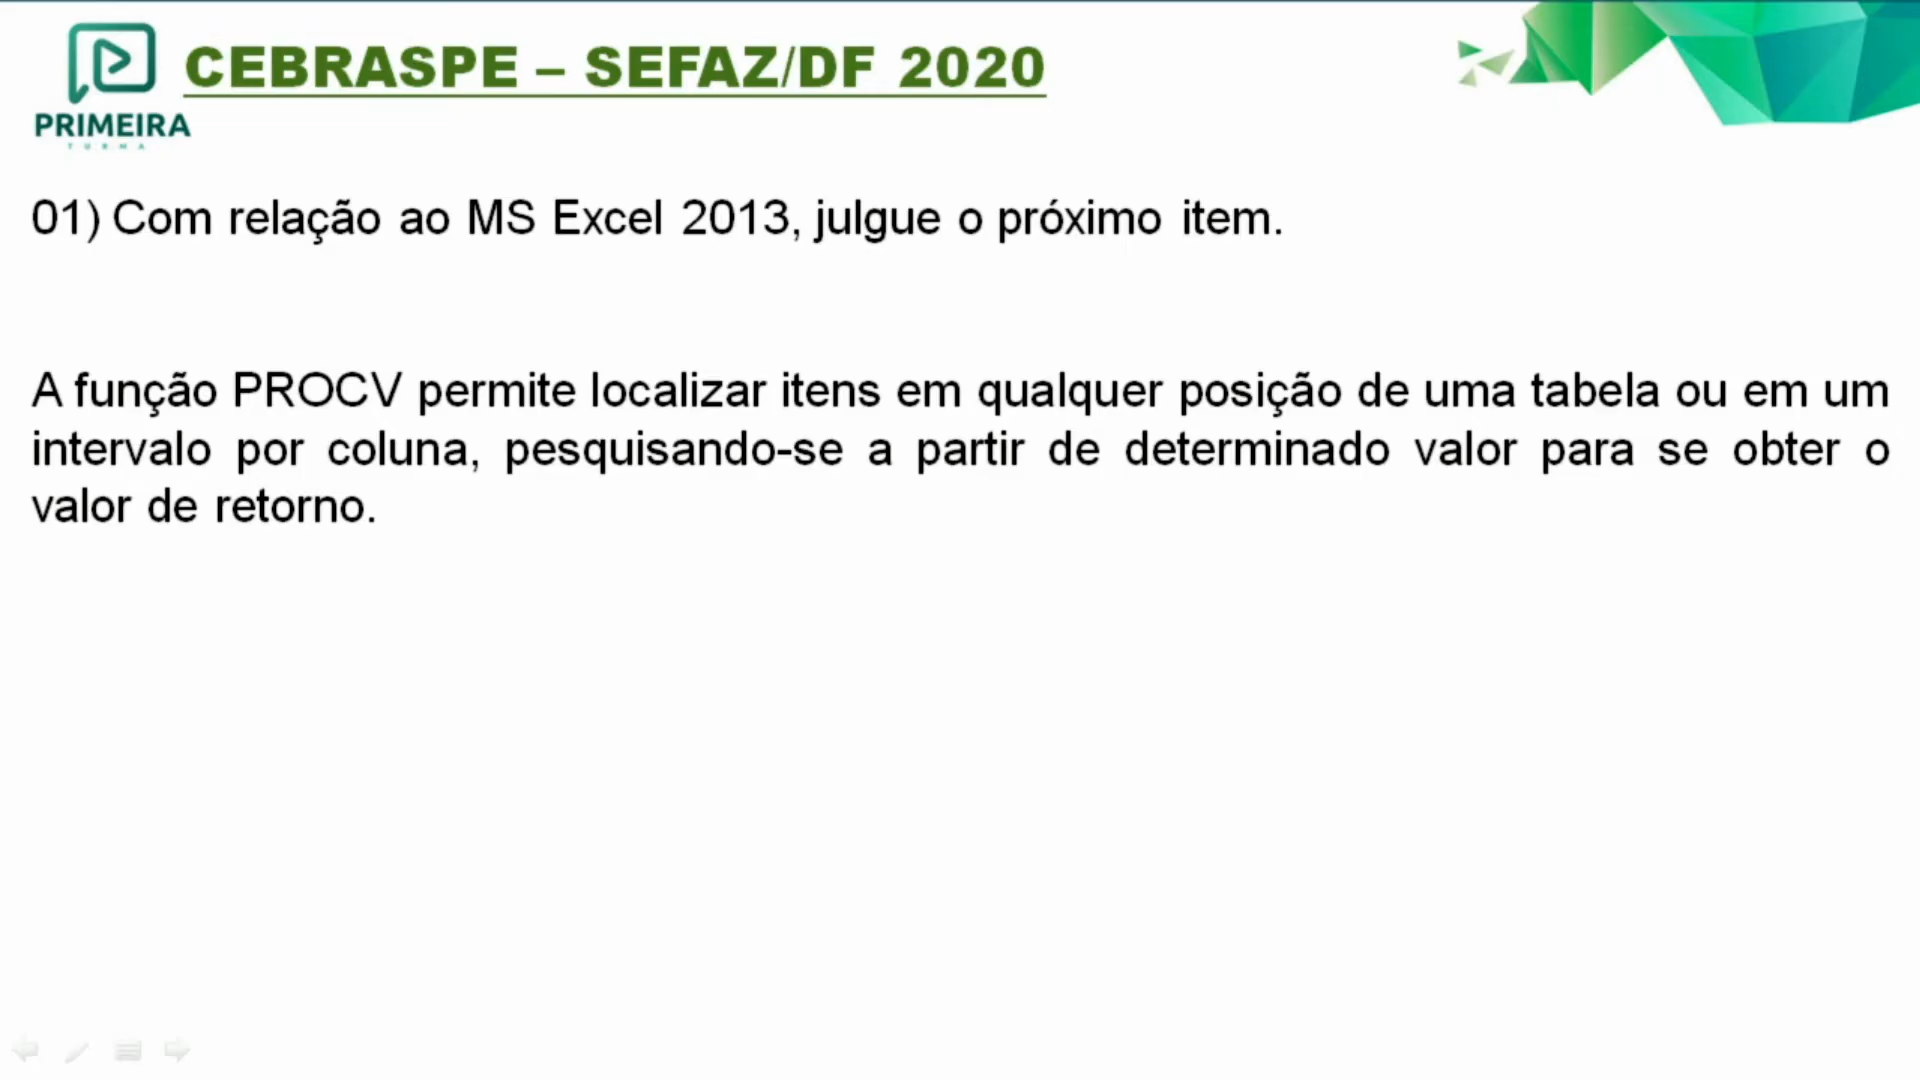 CEBRASPE – SEFAZ/DF 2020
PRIMEIRA
TURMA
01) Com relação ao MS Excel 2013, julgue o próximo item.
A função PROCV permite localizar itens em qualquer posição de uma tabela ou em um
intervalo por coluna, pesquisando-se a partir de determinado valor para se obter o
valor de retorno.